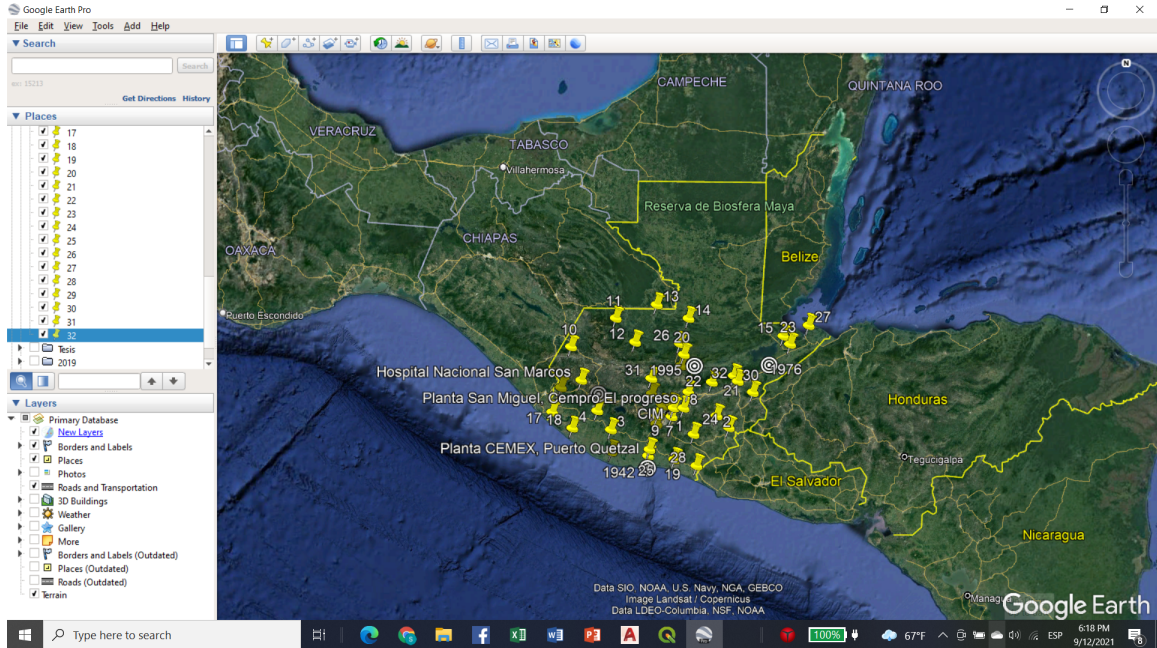 Google Earth Pro
File Edit View Tools Add Help
Search
Search
ex: 15213
Get Directions History
Places
17
18
19
20
21
22
23
24
25
26
27
28
29
30
31
32
Tesis
2019
Layers
Primary Database
New Layers
Borders and Labels
Places
Photos
Roads and Transportation
3D Buildings
Weather
Gallery
More
Borders and Labels (Outdated)
Places (Outdated)
Roads (Outdated)
Terrain
N
CAMPECHE
QUINTANA ROO
VERACRUZ
TABASCO
Villahermosa
Reserva de Biosfera Maya
CHIAPAS
OAXACA
Belize
Puerto Escondido
11
13
14
27
10
12
26
20
15
23
Hospital Nacional San Marcos
31
1995
32
30
1976
22
21
Planta San Miguel, Cempro El progreso
8
Honduras
CIM
17
18
4
3
9
7
1
24
2
Planta CEMEX, Puerto Quetzal
28
Tegucigalpa
1942
25
19
El Salvador
Nicaragua
Data SIO, NOAA, U.S. Navy, NGA, GEBCO
Image Landsat / Copernicus
Data LDEO-Columbia, NSF, NOAA
Managua
Google Earth
Type here to search
100%
67°F
ESP
6:18 PM
9/12/2021
8